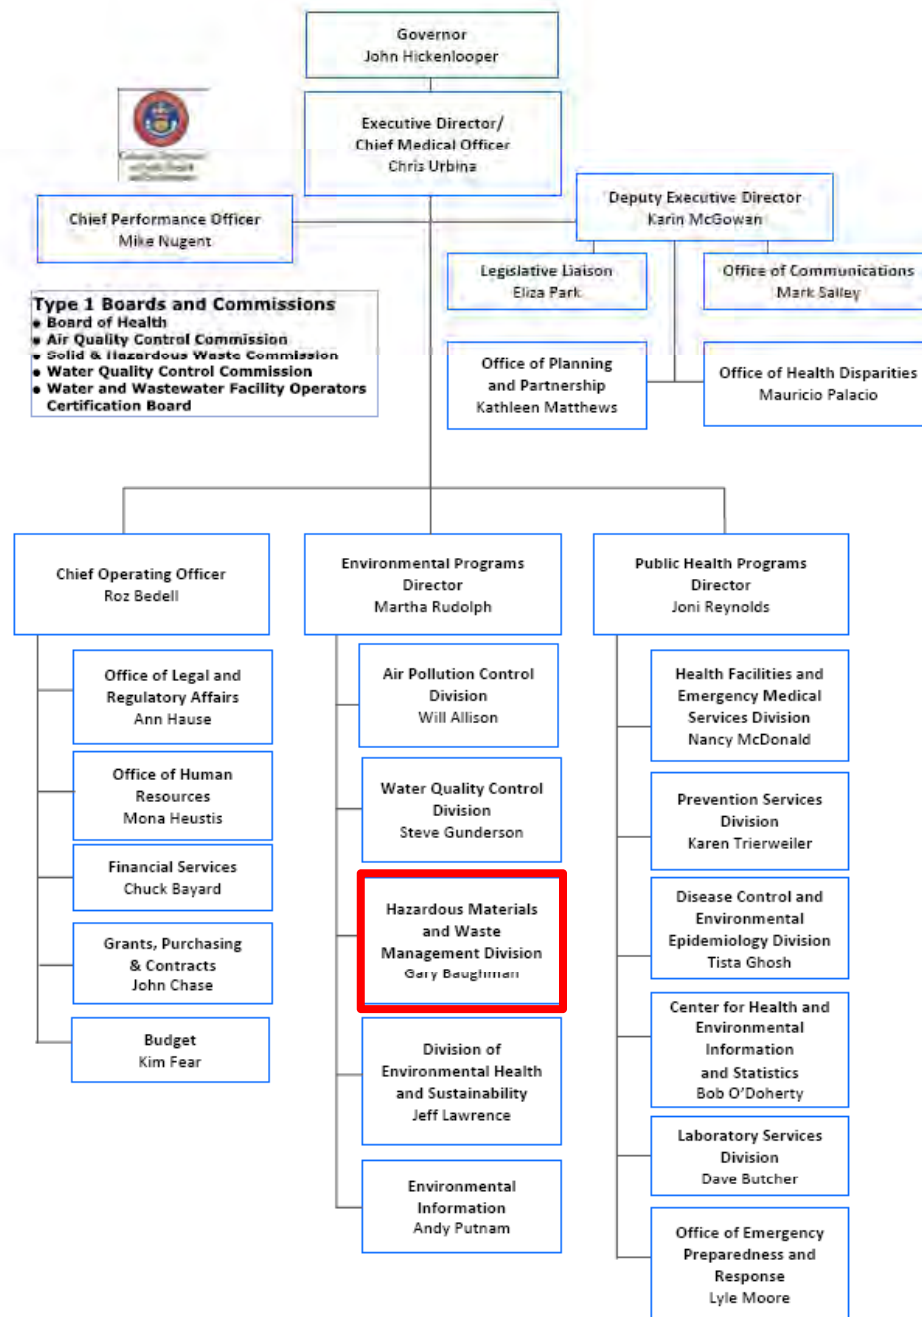 Governor
John Hickenlooper
Executive Director/
Chief Medical Officer
Chris Urbina
Chief Performance Officer
Mike Nugent
Deputy Executive Director
Karin McGowan
Legislative Liaison
Eliza Park
Office of Communications
Mark Salley
Type 1 Boards and Commissions
• Board of Health
• Air Quality Control Commission
• Solid & Hazardous Waste Commission
• Water Quality Control Commission
• Water and Wastewater Facility Operators
Certification Board
Office of Planning
and Partnership
Kathleen Matthews
Office of Health Disparities
Mauricio Palacio
Chief Operating Officer
Roz Bedell
Office of Legal and
Regulatory Affairs
Ann Hause
Office of Human
Resources
Mona Heustis
Financial Services
Chuck Bayard
Grants, Purchasing
& Contracts
John Chase
Budget
Kim Fear
Environmental Programs
Director
Martha Rudolph
Air Pollution Control
Division
Will Allison
Water Quality Control
Division
Steve Gunderson
Hazardous Materials
and Waste
Management Division
Gary Baughman
Division of
Environmental Health
and Sustainability
Jeff Lawrence
Environmental
Information
Andy Putnam
Public Health Programs
Director
Joni Reynolds
Health Facilities and
Emergency Medical
Services Division
Nancy McDonald
Prevention Services
Division
Karen Trierweiler
Disease Control and
Environmental
Epidemiology Division
Tista Ghosh
Center for Health and
Environmental
Information
and Statistics
Bob O'Doherty
Laboratory Services
Division
Dave Butcher
Office of Emergency
Preparedness and
Response
Lyle Moore